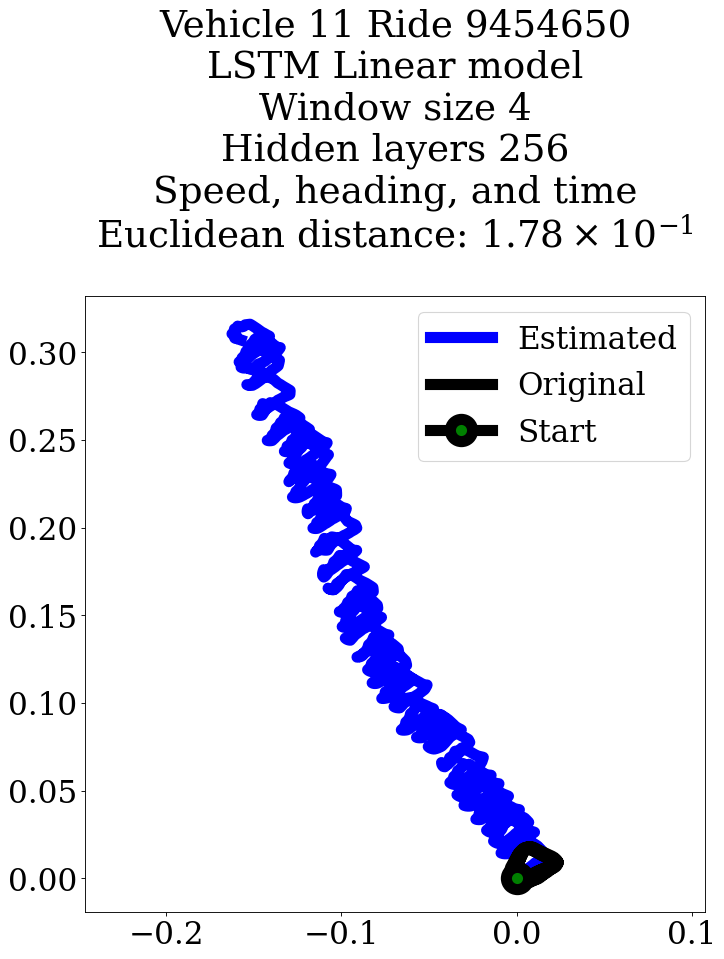 Vehicle 11 Ride 9454650
LSTM Linear model
Window size 4
Hidden layers 256
Speed, heading, and time
Euclidean distance: 1.78 × 10⁻¹
Estimated
Original
Start
0.30
0.25
0.20
0.15
0.10
0.05
0.00
−0.2 −0.1 0.0 0.1